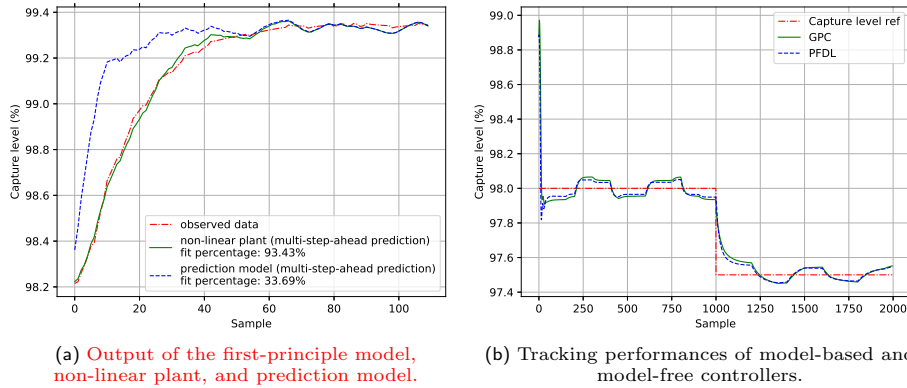 99.4
99.2
99.0
98.8
98.6
98.4
98.2
Capture level (%)
0
20
40
60
80
100
Sample
observed data
non-linear plant (multi-step-ahead prediction)
fit percentage: 93.43%
prediction model (multi-step-ahead prediction)
fit percentage: 33.69%
(a) Output of the first-principle model,
non-linear plant, and prediction model.
99.0
98.8
98.6
98.4
98.2
98.0
97.8
97.6
97.4
Capture level (%)
0
250
500
750
1000
1250
1500
1750
2000
Sample
Capture level ref
GPC
PFDL
(b) Tracking performances of model-based and
model-free controllers.